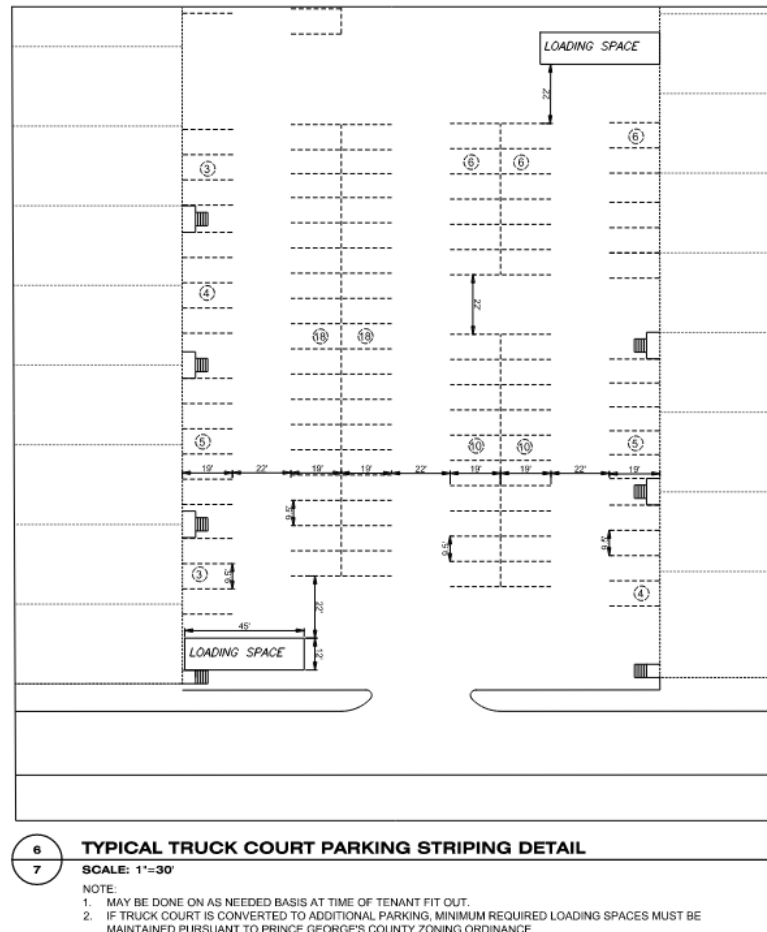 LOADING SPACE
22'
6
6 6
3
22'
4
18 18
5
10 10
5
19' 22' 19' 19' 22' 19' 19' 22' 19'
9.5'
9.5'
9.5'
3
9.5'
4
22'
45'
LOADING SPACE
12'
6
7
TYPICAL TRUCK COURT PARKING STRIPING DETAIL
SCALE: 1"=30'
NOTE:
1. MAY BE DONE ON AS NEEDED BASIS AT TIME OF TENANT FIT OUT.
2. IF TRUCK COURT IS CONVERTED TO ADDITIONAL PARKING, MINIMUM REQUIRED LOADING SPACES MUST BE
MAINTAINED PURSUANT TO PRINCE GEORGE'S COUNTY ZONING ORDINANCE